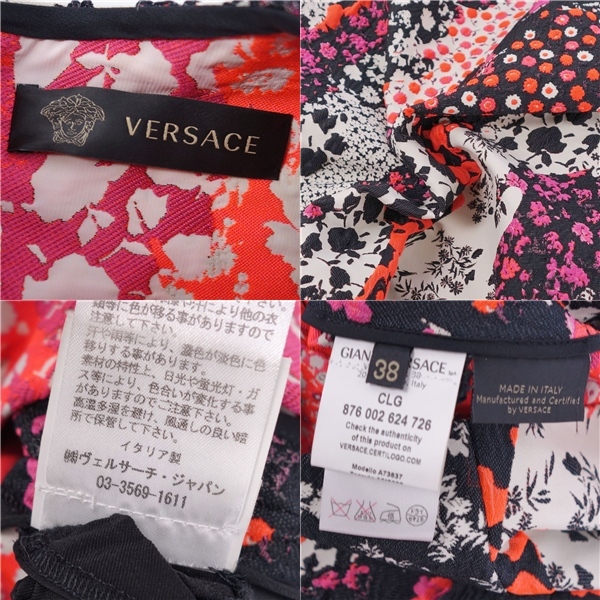 VERSACE
類等に色が移る事がありますので
注意して下さい。
汗や雨等により、濃色が変色に色
移りする事があります。
素材の特性上、日光や蛍光灯・ガ
ス等により、色合いが変化する事
がありますのでご注意下さい。
高温多湿を避け、風通しの良い暗
所で保管して下さい。
イタリア製
㈱ヴェルサーチ・ジャパン
03-3569-1611
38
CLG
876 002 624 726
Check the authenticity
of this product on
VERSACE.CERTILOGO.COM
Modello A73637
MADE IN ITALY
Manufactured and Certified
by VERSACE